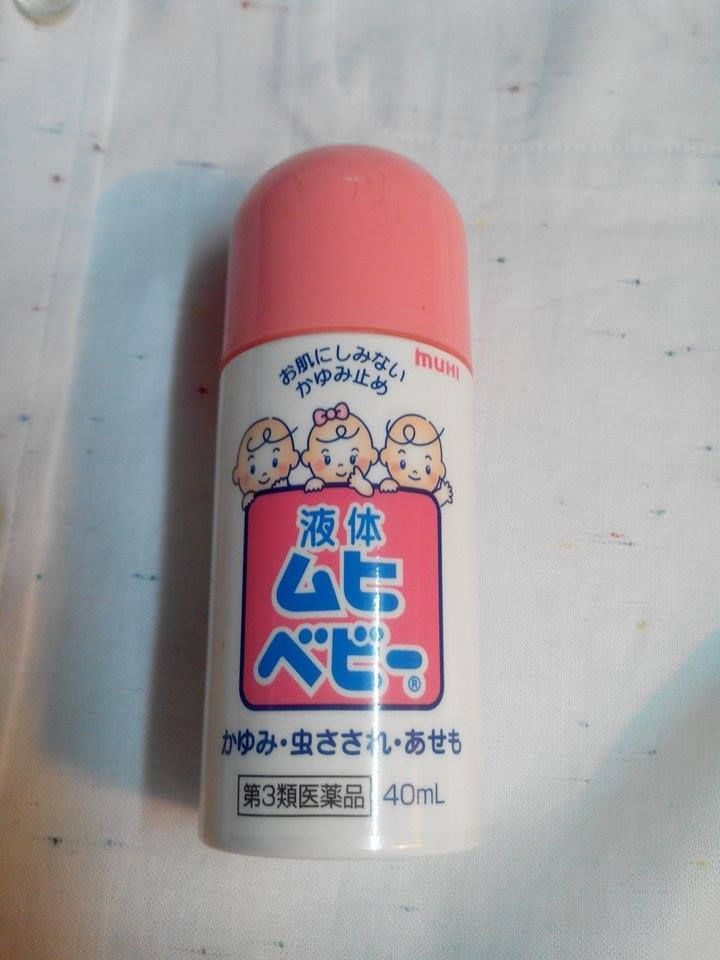 お肌にしみない
かゆみ止め
muHI
液体
ムヒ
ベビー®
かゆみ・虫さされ・あせも
第3類医薬品 40mL